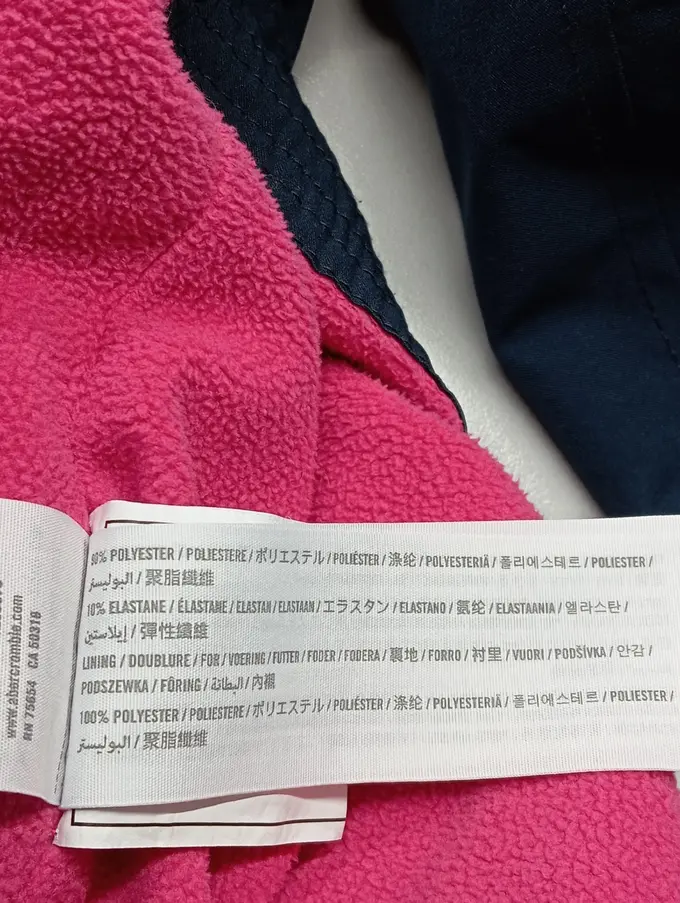 www.abercrombie.com
RN 75654 CA 50318
90% POLYESTER / POLIESTERE / ポリエステル / POLIÉSTER / 涤纶 / POLYESTERIÄ / 폴리에스테르 / POLIESTER /
البوليستر / 聚脂纖維
10% ELASTANE / ÉLASTANE / ELASTAN / ELASTAAN / エラスタン / ELASTANO / 氨纶 / ELASTAANIA / 엘라스탄 /
إيلاستين / 彈性纖維
LINING / DOUBLURE / FOR / VOERING / FUTTER / FODER / FODERA / 裏地 / FORRO / 衬里 / VUORI / PODŠÍVKA / 안감 /
PODSZEWKA / FÔRING / البطانة / 內襯
100% POLYESTER / POLIESTERE / ポリエステル / POLIÉSTER / 涤纶 / POLYESTERIÄ / 폴리에스테르 / POLIESTER /
البوليستر / 聚脂纖維